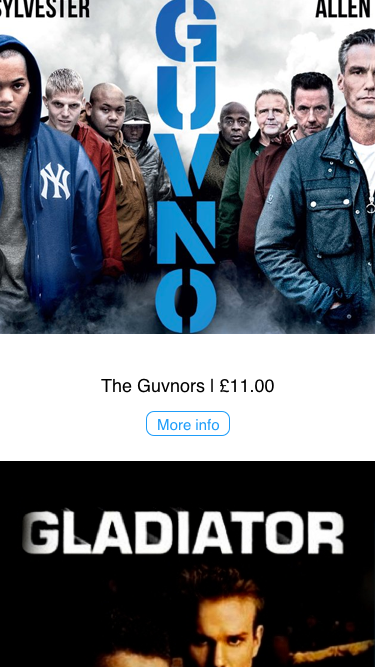 SYLVESTER ALLEN
GUVNO
NY
The Guvnors | £11.00
More info
GLADIATOR